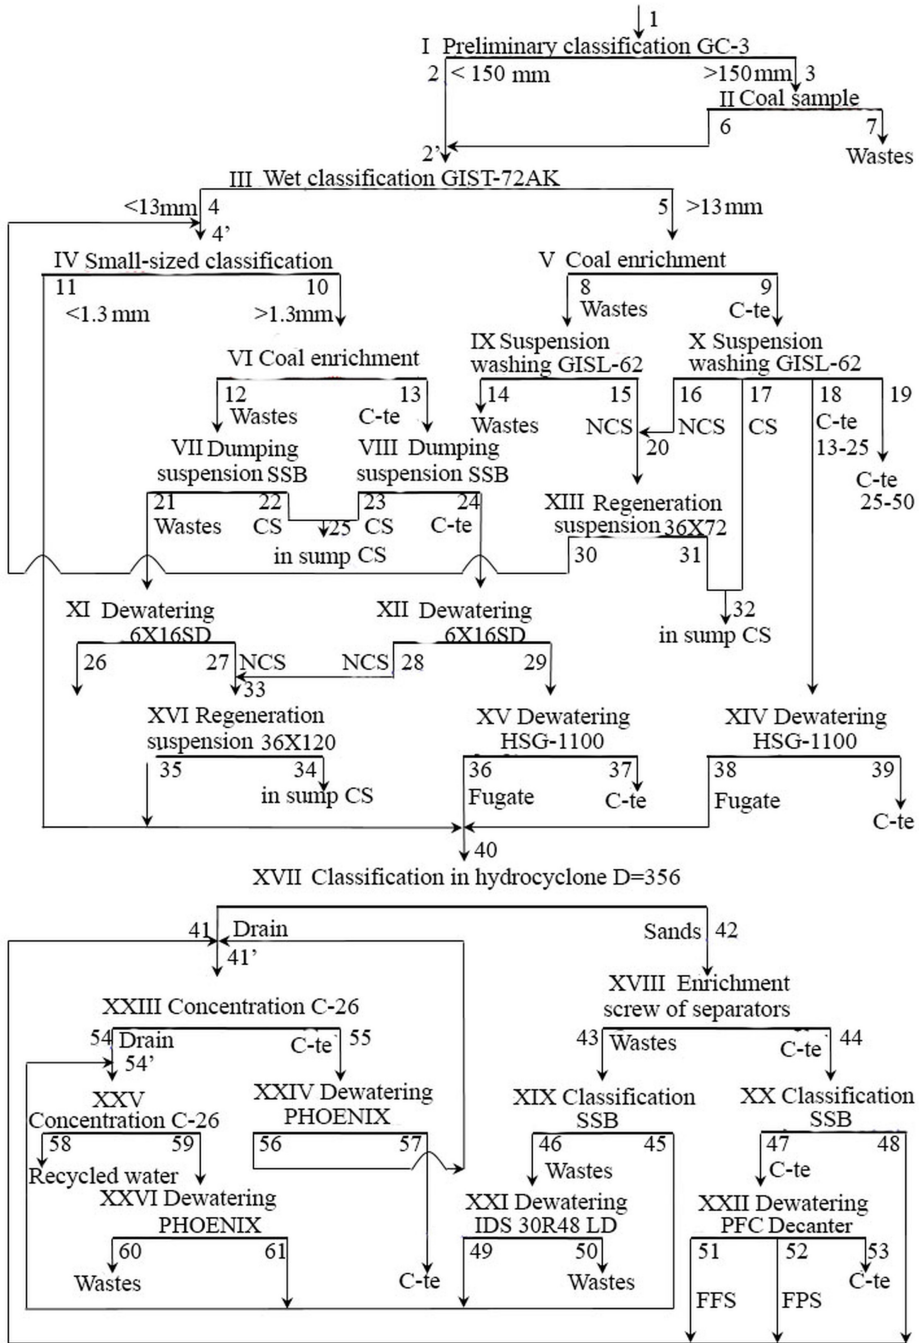 1
I Preliminary classification GC-3
2 < 150 mm >150mm 3
II Coal sample
6 7
2' Wastes
III Wet classification GIST-72AK
<13mm 4 5 >13mm
4'
IV Small-sized classification V Coal enrichment
11 10 8 9
<1.3 mm >1.3mm Wastes C-te
IX Suspension X Suspension
washing GISL-62 washing GISL-62
VI Coal enrichment
12 13 14 15 16 17 18 19
Wastes C-te Wastes NCS NCS CS C-te
20 13-25
VII Dumping VIII Dumping
suspension SSB suspension SSB
C-te
25-50
21 22 23 24
Wastes CS 25 CS C-te
in sump CS
XIII Regeneration
suspension 36X72
30 31
32
in sump CS
XI Dewatering XII Dewatering
6X16SD 6X16SD
26 27 NCS NCS 28 29
33
XVI Regeneration XV Dewatering XIV Dewatering
suspension 36X120 HSG-1100 HSG-1100
35 34 36 37 38 39
in sump CS Fugate C-te Fugate C-te
40
XVII Classification in hydrocyclone D=356
41 Drain Sands 42
41'
XXIII Concentration C-26 XVIII Enrichment
screw of separators
54 Drain C-te 55 43 Wastes C-te 44
54'
XXV XXIV Dewatering XIX Classification XX Classification
Concentration C-26 PHOENIX SSB SSB
58 59 56 57 46 45 47 48
Recycled water Wastes C-te
XXVI Dewatering XXI Dewatering XXII Dewatering
PHOENIX IDS 30R48 LD PFC Decanter
60 61 49 50 51 52 53
Wastes C-te Wastes FFS FPS C-te